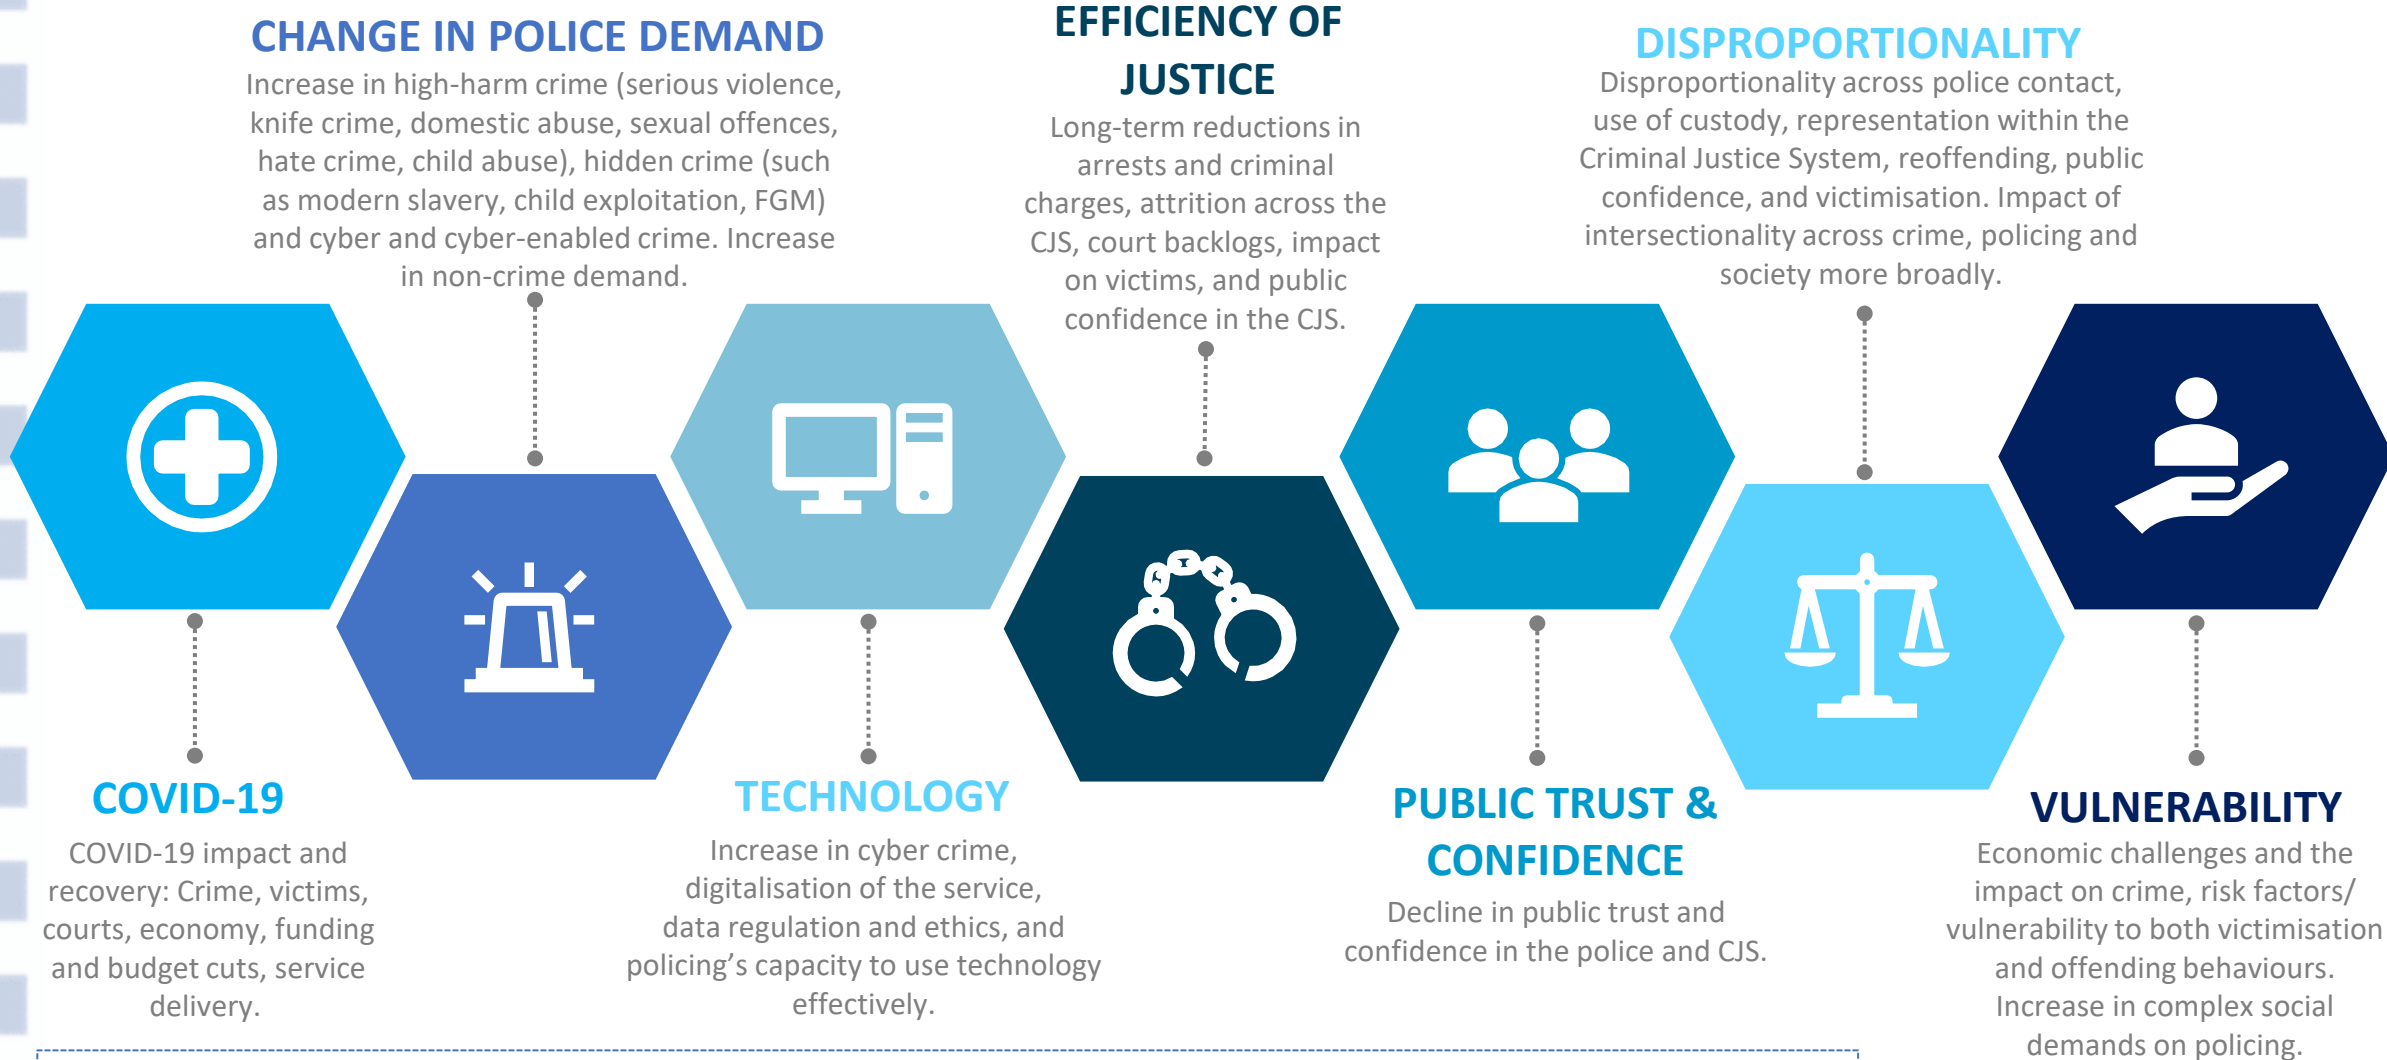 CHANGE IN POLICE DEMAND
Increase in high-harm crime (serious violence,
knife crime, domestic abuse, sexual offences,
hate crime, child abuse), hidden crime (such
as modern slavery, child exploitation, FGM)
and cyber and cyber-enabled crime. Increase
in non-crime demand.
EFFICIENCY OF
JUSTICE
Long-term reductions in
arrests and criminal
charges, attrition across the
CJS, court backlogs, impact
on victims, and public
confidence in the CJS.
DISPROPORTIONALITY
Disproportionality across police contact,
use of custody, representation within the
Criminal Justice System, reoffending, public
confidence, and victimisation. Impact of
intersectionality across crime, policing and
society more broadly.
COVID-19
COVID-19 impact and
recovery: Crime, victims,
courts, economy, funding
and budget cuts, service
delivery.
TECHNOLOGY
Increase in cyber crime,
digitalisation of the service,
data regulation and ethics, and
policing’s capacity to use technology
effectively.
PUBLIC TRUST &
CONFIDENCE
Decline in public trust and
confidence in the police and CJS.
VULNERABILITY
Economic challenges and the
impact on crime, risk factors/
vulnerability to both victimisation
and offending behaviours.
Increase in complex social
demands on policing.